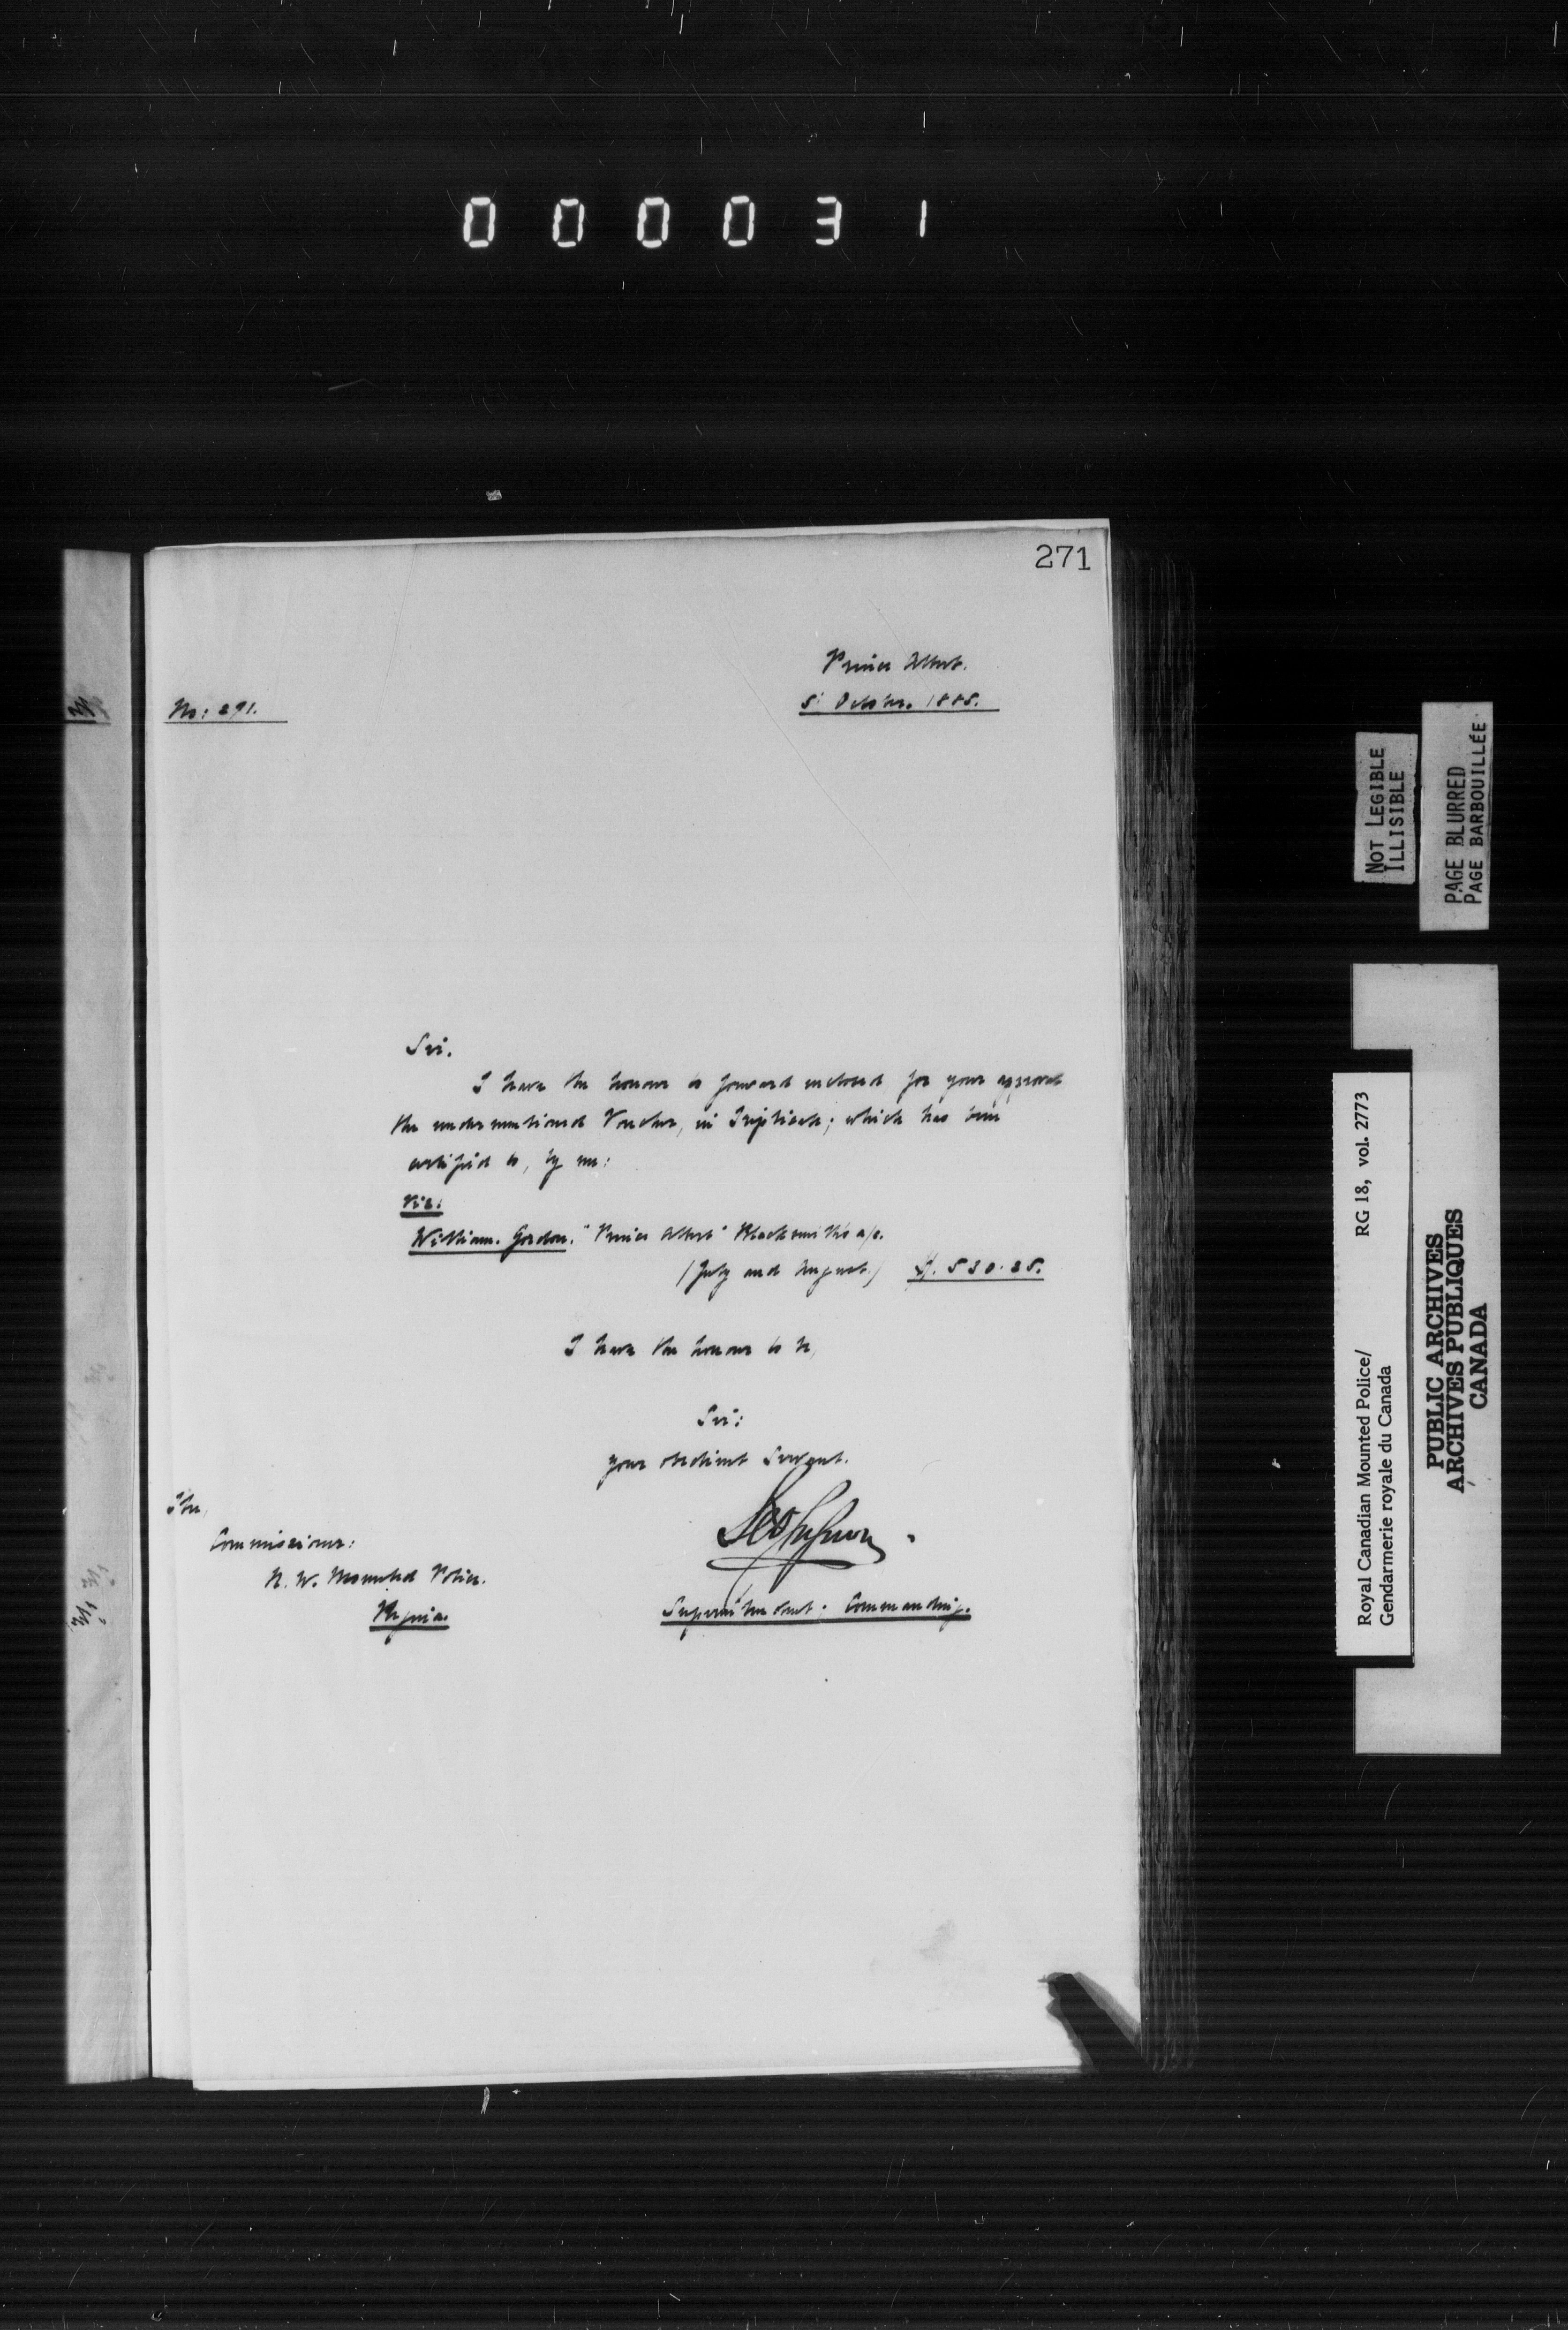 000031
271
Prince Albert.
No: 291.
5' October. 1885.
Sir.
I have the honour to forward enclosed, for your approval
the undermentioned Voucher, in Triplicate; which has been
certified to, by me:
Viz:
William. Gordon. "Prince Albert" Blacksmith's a/c.
(July and August.) $. 530.25.
I have the honour to be,
Sir:
your obedient Servant.
The,
Commissioner:
N. W. Mounted Police.
Regina.
Superintendent; Commanding.
NOT LEGIBLE
ILLISIBLE
PAGE BLURRED
PAGE BARBOUILLÉE
Royal Canadian Mounted Police/ RG 18, vol. 2773
Gendarmerie royale du Canada
PUBLIC ARCHIVES
ARCHIVES PUBLIQUES
CANADA